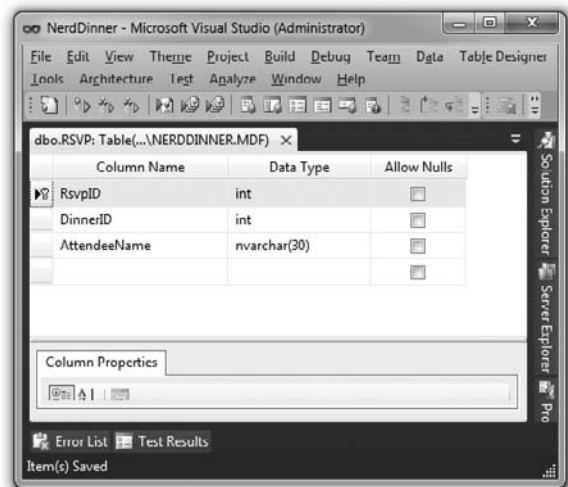 NerdDinner - Microsoft Visual Studio (Administrator)
File Edit View Theme Project Build Debug Team Data Table Designer
Tools Architecture Test Analyze Window Help
dbo.RSVP: Table(...\NERDDINNER.MDF)
Column Name Data Type Allow Nulls
RsvpID int
DinnerID int
AttendeeName nvarchar(30)
Column Properties
Error List Test Results
Item(s) Saved
Solution Explorer
Server Explorer
Pro